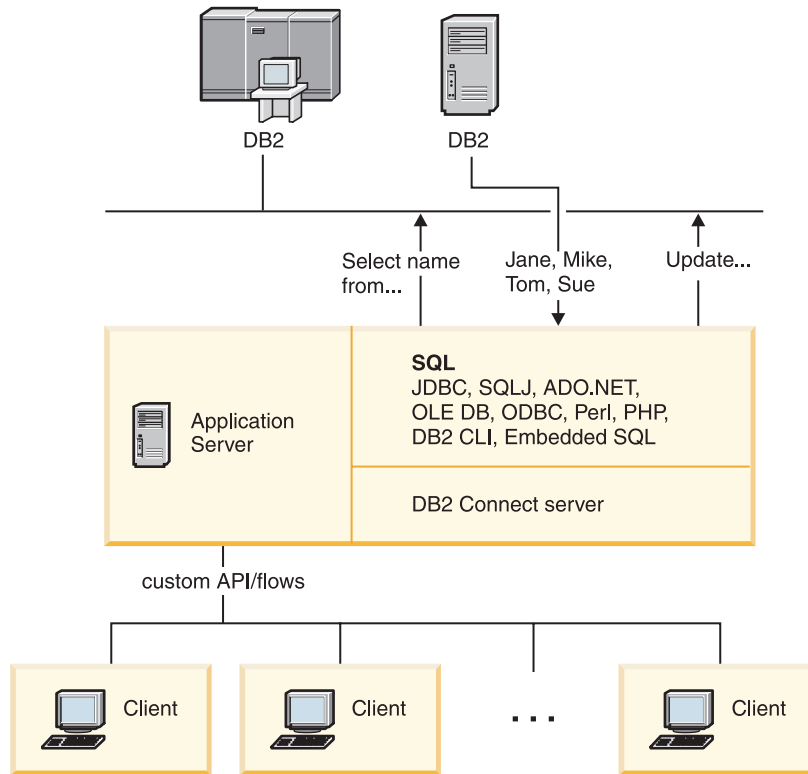 DB2
DB2
Select name
from...
Jane, Mike,
Tom, Sue
Update...
Application
Server
SQL
JDBC, SQLJ, ADO.NET,
OLE DB, ODBC, Perl, PHP,
DB2 CLI, Embedded SQL
DB2 Connect server
custom API/flows
Client
Client
...
Client